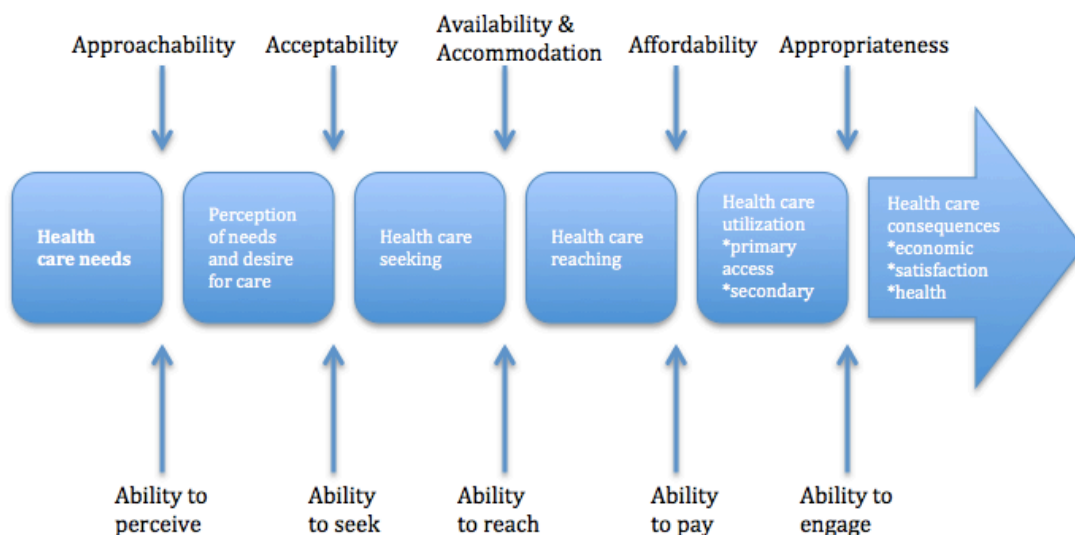 Approachability
Acceptability
Availability &
Accommodation
Affordability
Appropriateness
Health
care needs
Perception
of needs
and desire
for care
Health care
seeking
Health care
reaching
Health care
utilization
*primary
access
*secondary
Health care
consequences
*economic
*satisfaction
*health
Ability to
perceive
Ability
to seek
Ability
to reach
Ability
to pay
Ability to
engage